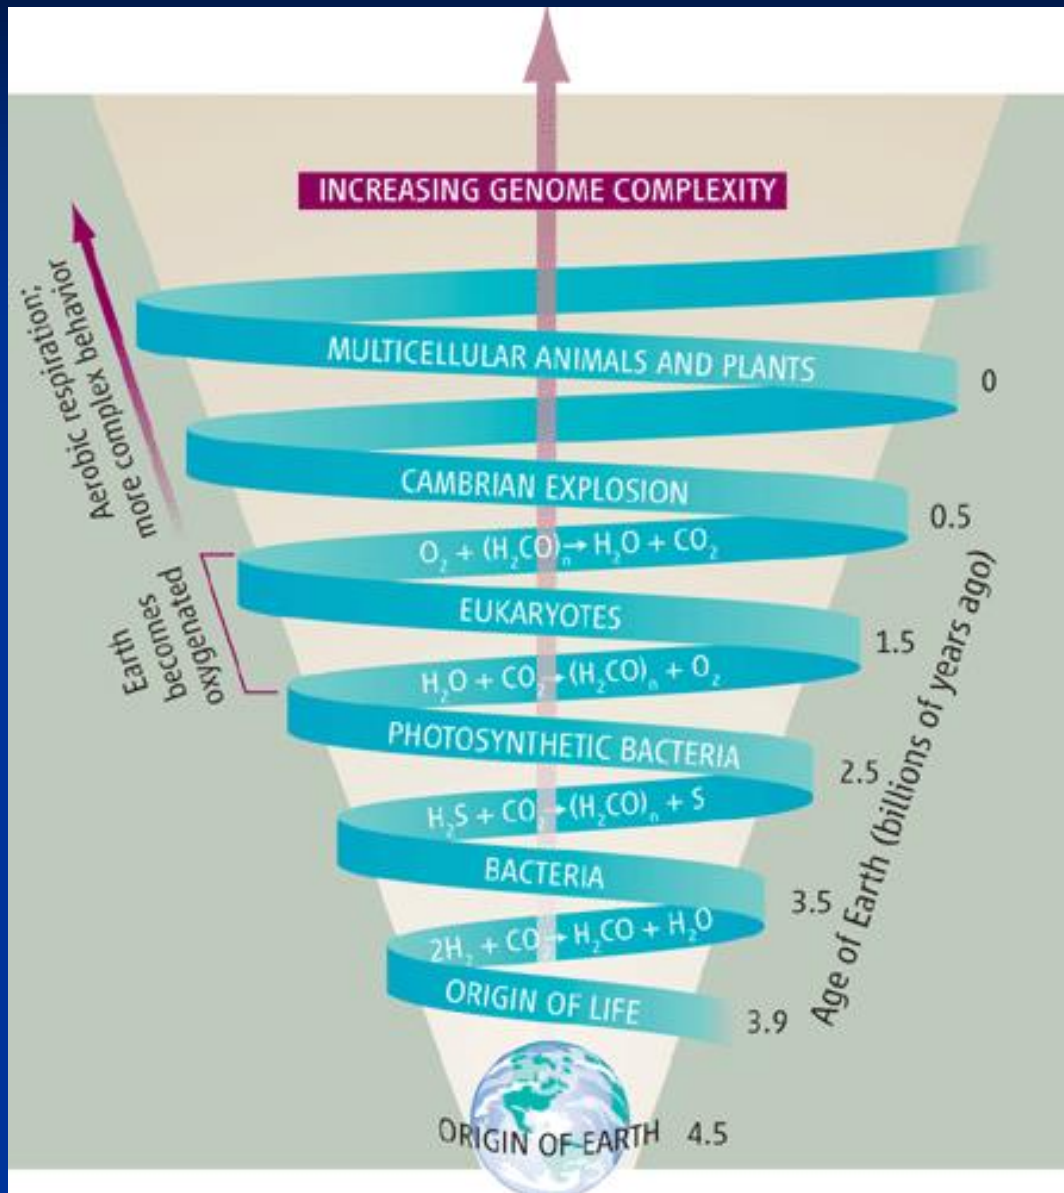 INCREASING GENOME COMPLEXITY
Aerobic respiration;
more complex behavior
MULTICELLULAR ANIMALS AND PLANTS
0
CAMBRIAN EXPLOSION
0.5
O₂ + (H₂CO)ₙ → H₂O + CO₂
Earth
becomes
oxygenated
EUKARYOTES
1.5
H₂O + CO₂ → (H₂CO)ₙ + O₂
PHOTOSYNTHETIC BACTERIA
2.5
H₂S + CO₂ → (H₂CO)ₙ + S
BACTERIA
3.5
2H₂ + CO₂ → H₂CO + H₂O
ORIGIN OF LIFE
3.9
Age of Earth (billions of years ago)
ORIGIN OF EARTH 4.5